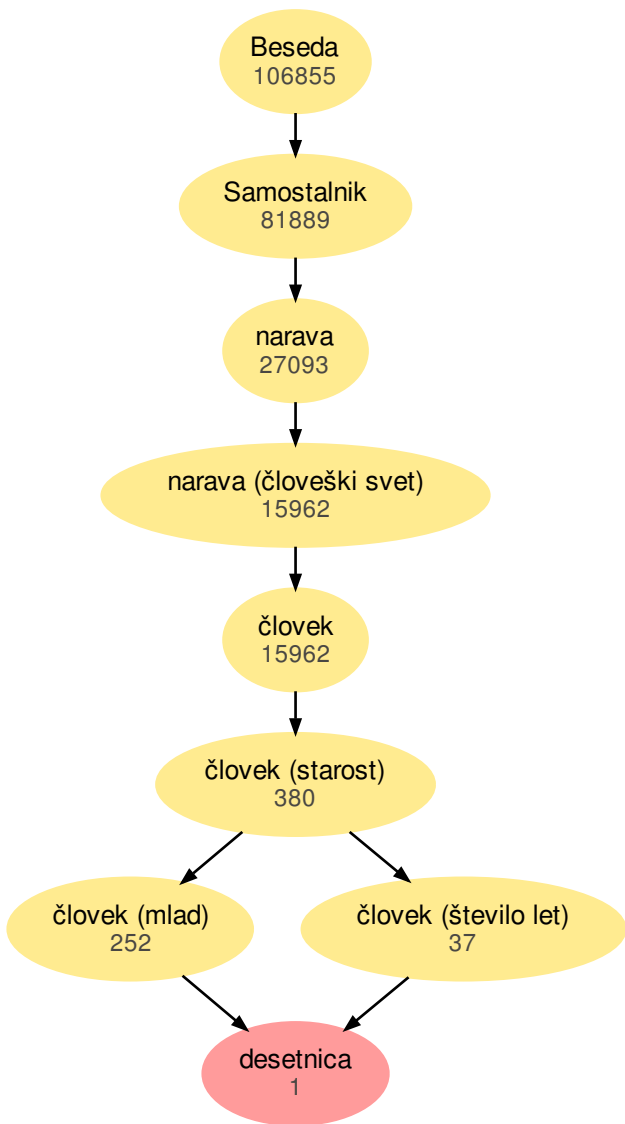 Beseda
106855
Samostalnik
81889
narava
27093
narava (človeški svet)
15962
človek
15962
človek (starost)
380
človek (mlad)
252
človek (število let)
37
desetnica
1